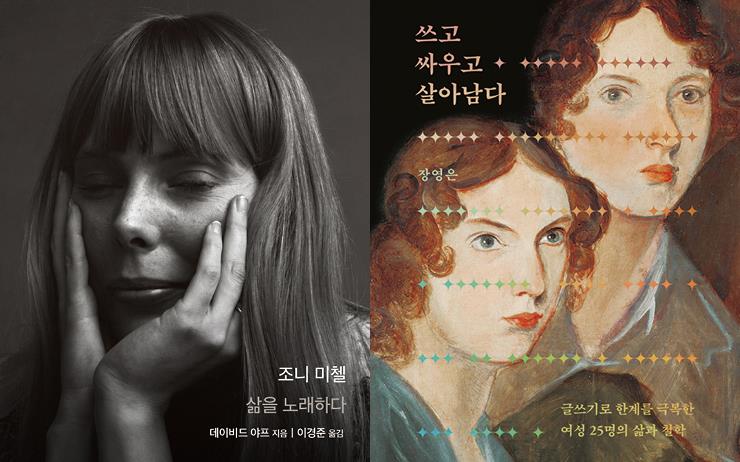 조니 미첼
삶을 노래하다
데이비드 야프 지음 | 이경준 옮김
쓰고
싸우고
살아남다
장영은
글쓰기로 한계를 극복한
여성 25명의 삶과 철학